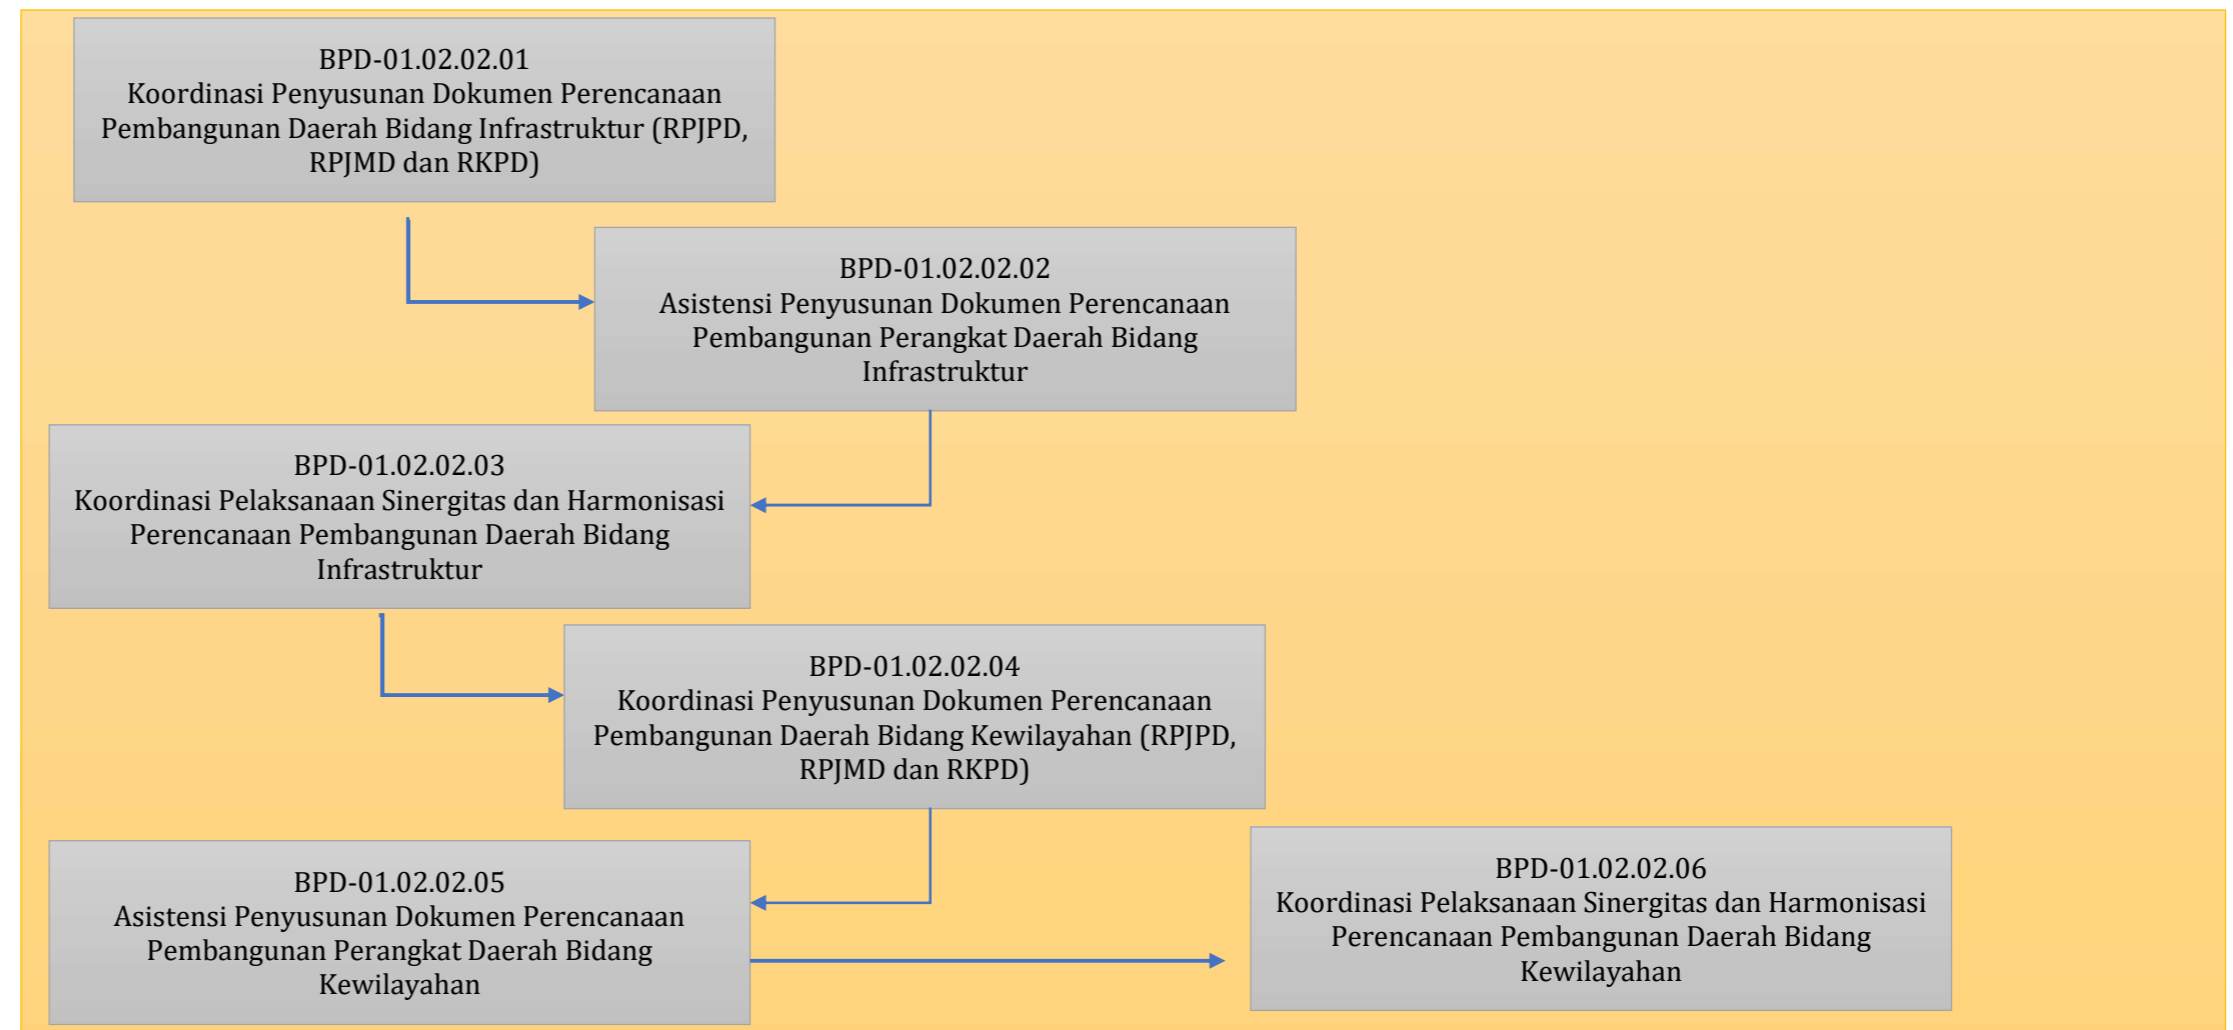 BPD-01.02.02.01
Koordinasi Penyusunan Dokumen Perencanaan
Pembangunan Daerah Bidang Infrastruktur (RPJPD,
RPJMD dan RKPD)
BPD-01.02.02.02
Asistensi Penyusunan Dokumen Perencanaan
Pembangunan Perangkat Daerah Bidang
Infrastruktur
BPD-01.02.02.03
Koordinasi Pelaksanaan Sinergitas dan Harmonisasi
Perencanaan Pembangunan Daerah Bidang
Infrastruktur
BPD-01.02.02.04
Koordinasi Penyusunan Dokumen Perencanaan
Pembangunan Daerah Bidang Kewilayahan (RPJPD,
RPJMD dan RKPD)
BPD-01.02.02.05
Asistensi Penyusunan Dokumen Perencanaan
Pembangunan Perangkat Daerah Bidang
Kewilayahan
BPD-01.02.02.06
Koordinasi Pelaksanaan Sinergitas dan Harmonisasi
Perencanaan Pembangunan Daerah Bidang
Kewilayahan